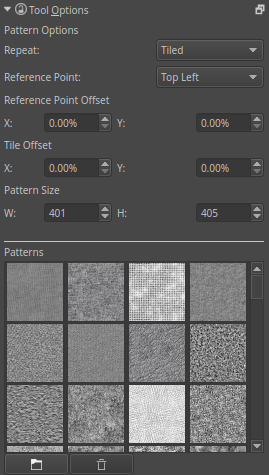 Tool Options
Pattern Options
Repeat: Tiled
Reference Point: Top Left
Reference Point Offset
X: 0.00% Y: 0.00%
Tile Offset
X: 0.00% Y: 0.00%
Pattern Size
W: 401 H: 405
Patterns